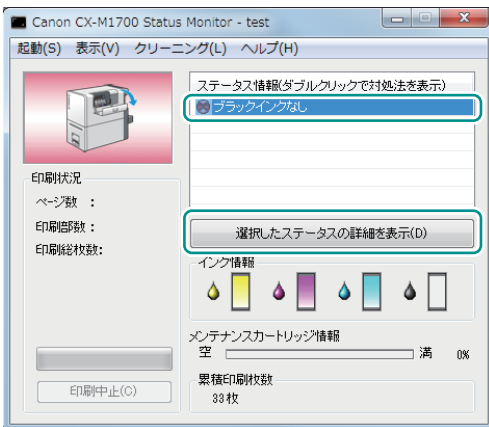 Canon CX-M1700 Status Monitor - test
起動(S) 表示(V) クリーニング(L) ヘルプ(H)
ステータス情報(ダブルクリックで対処法を表示)
ブラックインクなし
印刷状況
ページ数 :
印刷部数 :
印刷総枚数:
選択したステータスの詳細を表示(D)
インク情報
メンテナンスカートリッジ情報
空 満 0%
印刷中止(C)
累積印刷枚数
33 枚